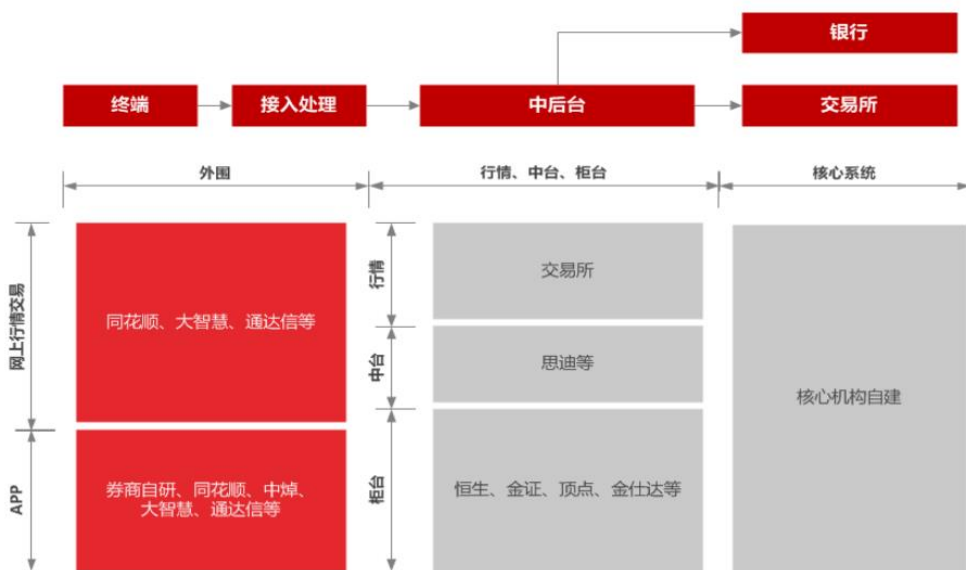 银行
终端
接入处理
中后台
交易所
外围
行情、中台、柜台
核心系统
网上行情交易
同花顺、大智慧、通达信等
行情
交易所
中台
思迪等
核心机构自建
APP
券商自研、同花顺、中焯、
大智慧、通达信等
柜台
恒生、金证、顶点、金仕达等